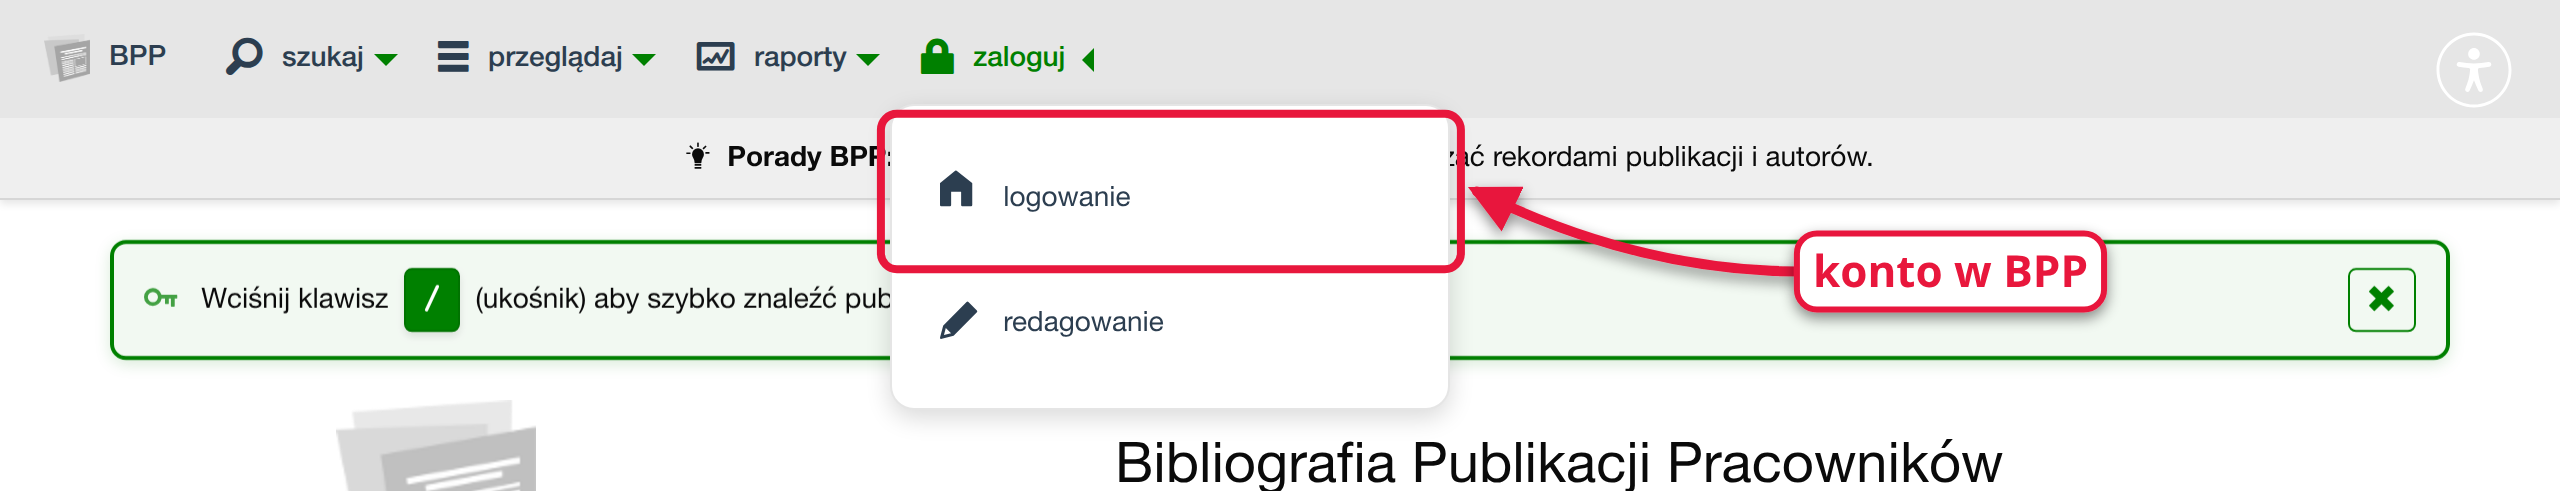 BPP szukaj przeglądaj raporty zaloguj
Porady BPP: zać rekordami publikacji i autorów.
logowanie
konto w BPP
Wciśnij klawisz / (ukośnik) aby szybko znaleźć pub
redagowanie
Bibliografia Publikacji Pracowników